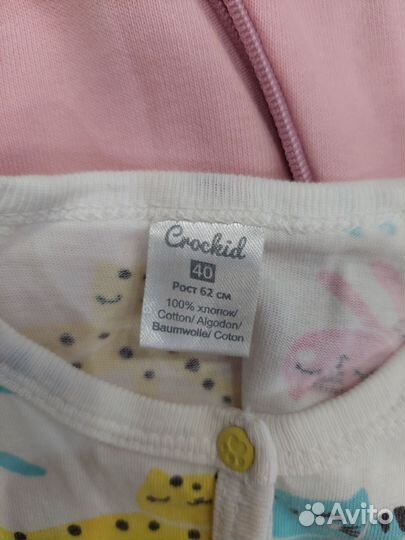 Crockid
40
Рост 62 см
100% хлопок/
Cotton/ Algodon/
Baumwolle/ Coton
Avito